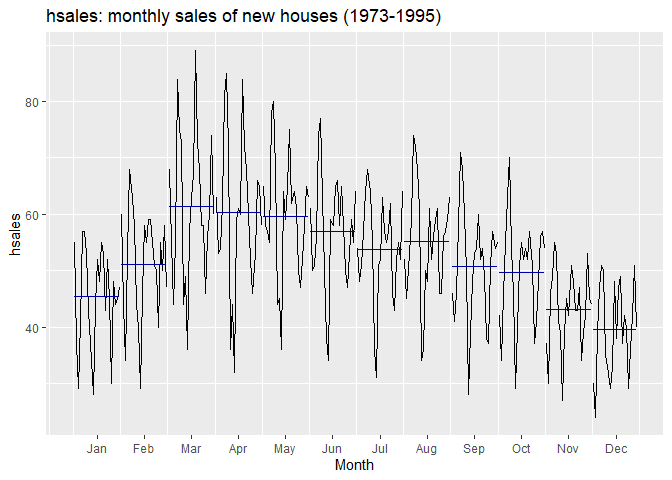 hsales: monthly sales of new houses (1973-1995)
80
60
40
hsales
Jan Feb Mar Apr May Jun Jul Aug Sep Oct Nov Dec
Month